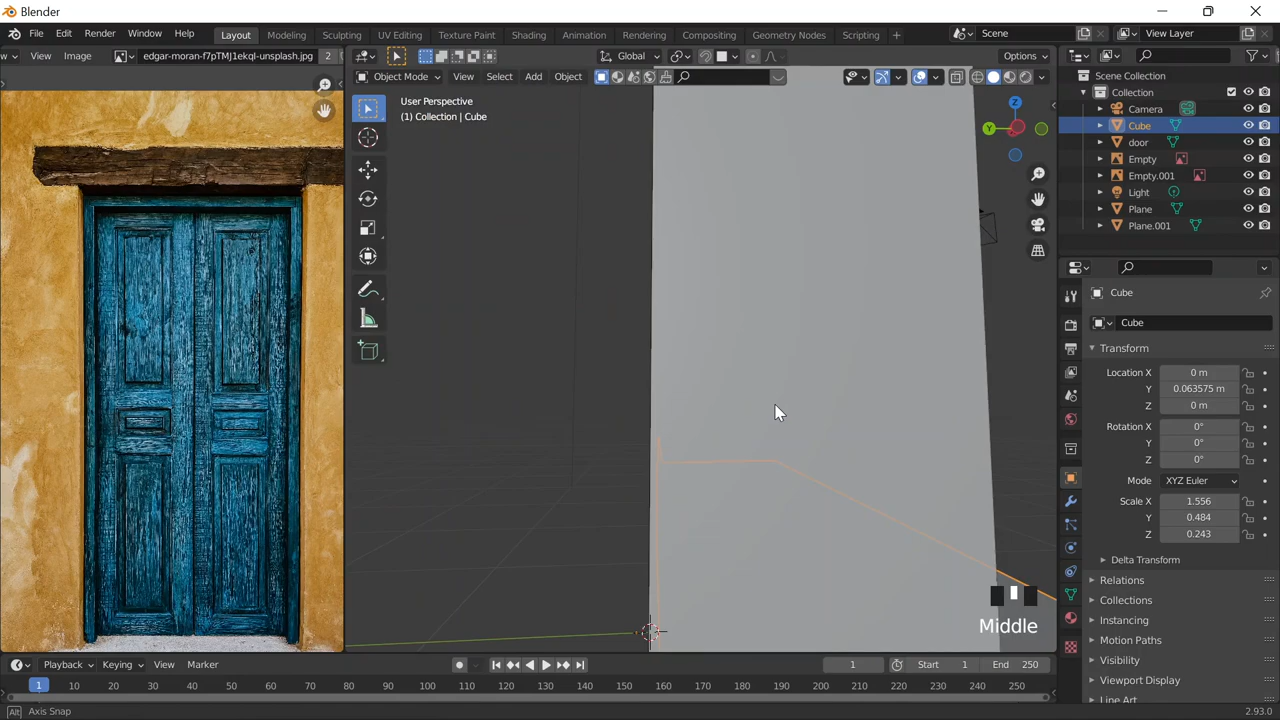 Blender
File Edit Render Window Help
Layout Modeling Sculpting UV Editing Texture Paint Shading Animation Rendering Compositing Geometry Nodes Scripting +
Scene
View Layer
View Image edgar-moran-f7pTMJ1ekqI-unsplash.jpg 2
Global
Options
Object Mode View Select Add Object
User Perspective
(1) Collection | Cube
Scene Collection
Collection
Camera
Cube
door
Empty
Empty.001
Light
Plane
Plane.001
Z
Y
Cube
Cube
Transform
Location X 0 m
Y 0.063575 m
Z 0 m
Rotation X 0°
Y 0°
Z 0°
Mode XYZ Euler
Scale X 1.556
Y 0.484
Z 0.243
Delta Transform
Relations
Collections
Instancing
Motion Paths
Visibility
Viewport Display
Line Art
Middle
Playback Keying View Marker
1 Start 1 End 250
1 10 20 30 40 50 60 70 80 90 100 110 120 130 140 150 160 170 180 190 200 210 220 230 240 250
Alt Axis Snap
2.93.0